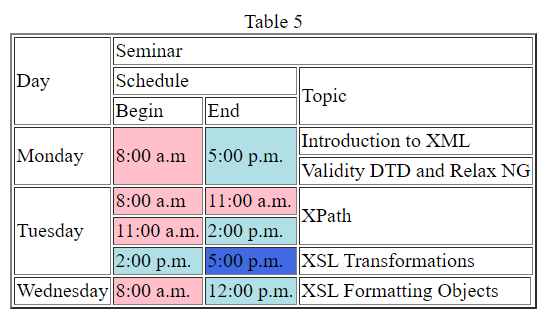 Table 5
Day
Seminar
Schedule
Topic
Begin End
Monday 8:00 a.m 5:00 p.m. Introduction to XML
Validity DTD and Relax NG
Tuesday 8:00 a.m 11:00 a.m. XPath
11:00 a.m. 2:00 p.m.
2:00 p.m. 5:00 p.m. XSL Transformations
Wednesday 8:00 a.m. 12:00 p.m. XSL Formatting Objects